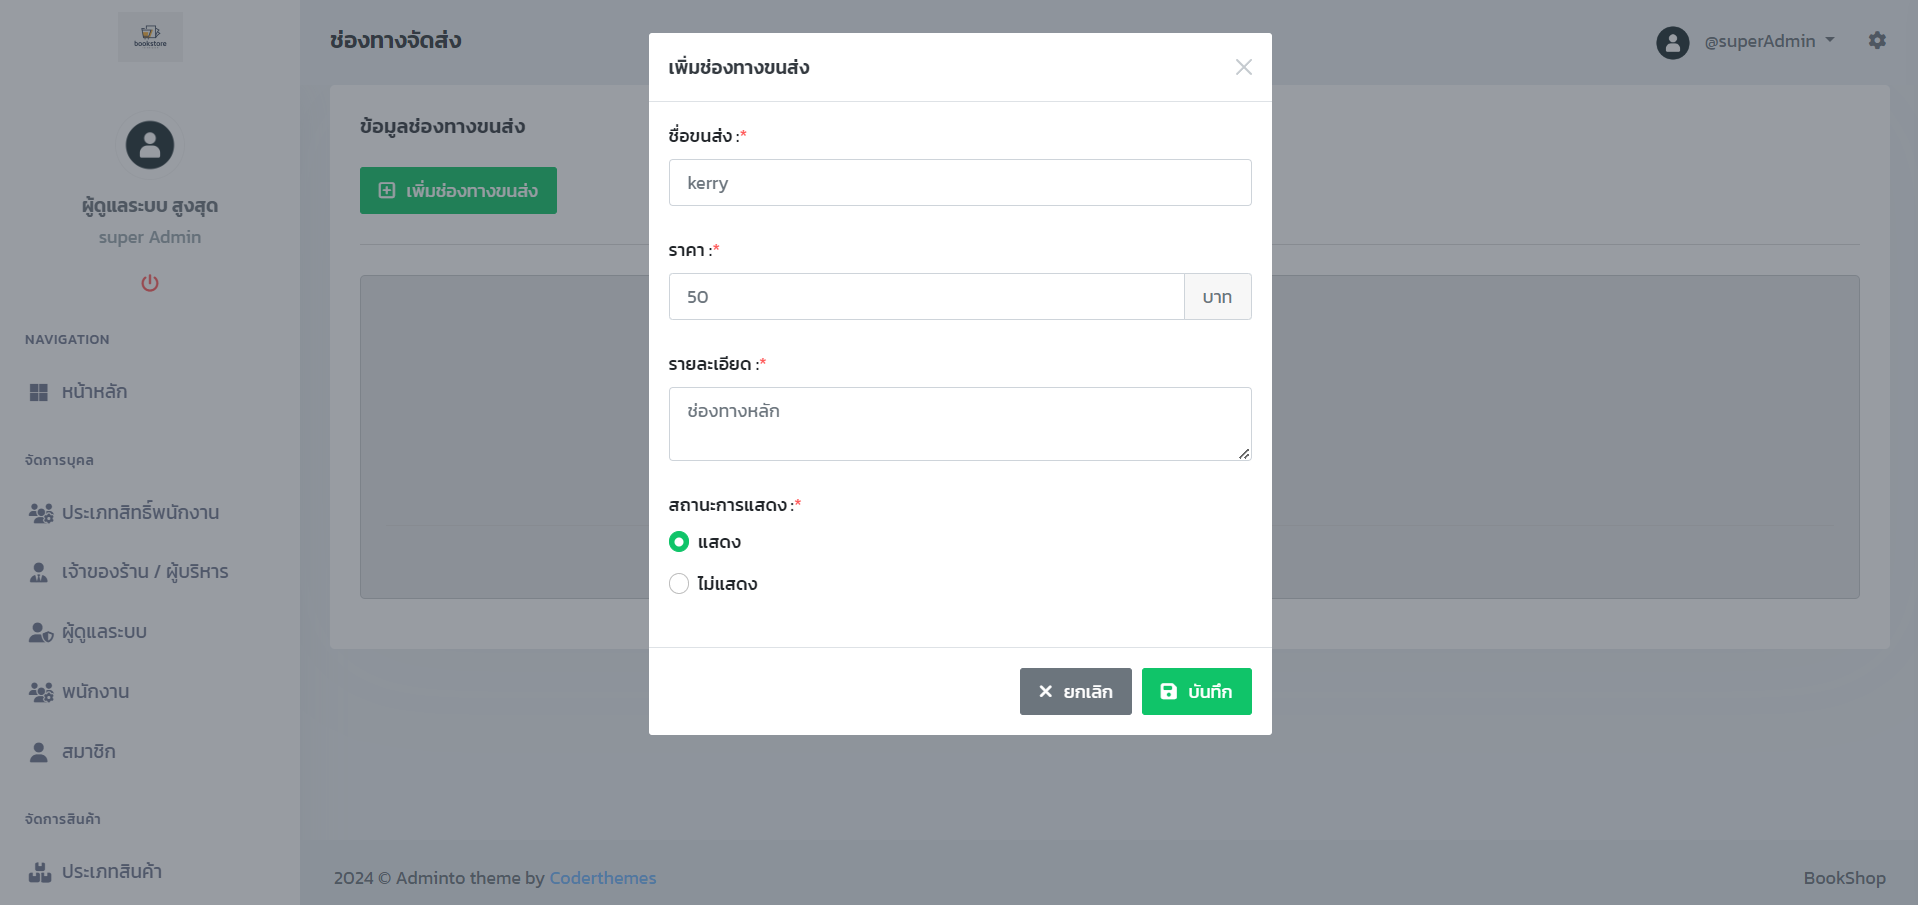 bookstore
ผู้ดูแลระบบ สูงสุด
super Admin
NAVIGATION
หน้าหลัก
จัดการบุคล
ประเภทสิทธิ์พนักงาน
เจ้าของร้าน / ผู้บริหาร
ผู้ดูแลระบบ
พนักงาน
สมาชิก
จัดการสินค้า
ประเภทสินค้า
ช่องทางจัดส่ง
@superAdmin
ข้อมูลช่องทางขนส่ง
เพิ่มช่องทางขนส่ง
เพิ่มช่องทางขนส่ง
ชื่อขนส่ง :*
kerry
ราคา :*
50 บาท
รายละเอียด :*
ช่องทางหลัก
สถานะการแสดง :*
แสดง
ไม่แสดง
ยกเลิก บันทึก
2024 © Adminto theme by Coderthemes
BookShop